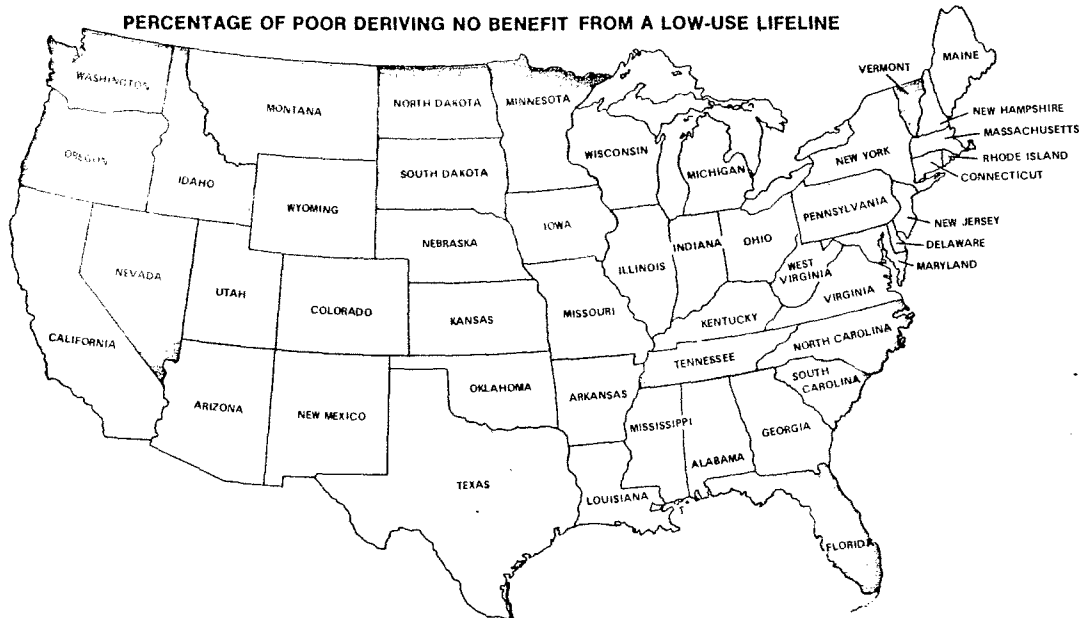 PERCENTAGE OF POOR DERIVING NO BENEFIT FROM A LOW-USE LIFELINE
WASHINGTON
MONTANA
NORTH DAKOTA
MINNESOTA
VERMONT
MAINE
NEW HAMPSHIRE
MASSACHUSETTS
RHODE ISLAND
CONNECTICUT
OREGON
IDAHO
WYOMING
SOUTH DAKOTA
WISCONSIN
MICHIGAN
NEW YORK
PENNSYLVANIA
NEW JERSEY
DELAWARE
MARYLAND
NEVADA
UTAH
COLORADO
NEBRASKA
IOWA
ILLINOIS
INDIANA
OHIO
WEST
VIRGINIA
VIRGINIA
CALIFORNIA
KANSAS
MISSOURI
KENTUCKY
NORTH CAROLINA
TENNESSEE
SOUTH
CAROLINA
ARIZONA
NEW MEXICO
OKLAHOMA
ARKANSAS
MISSISSIPPI
ALABAMA
GEORGIA
TEXAS
LOUISIANA
FLORIDA